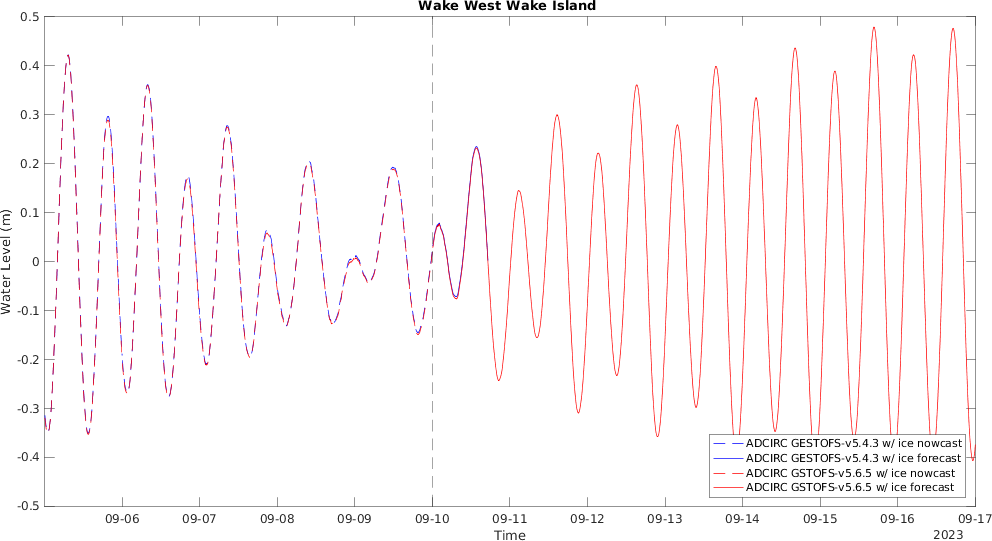 Wake West Wake Island
Water Level (m)
0.5
0.4
0.3
0.2
0.1
0
-0.1
-0.2
-0.3
-0.4
-0.5
ADCIRC GESTOFS-v5.4.3 w/ ice nowcast
ADCIRC GESTOFS-v5.4.3 w/ ice forecast
ADCIRC GSTOFS-v5.6.5 w/ ice nowcast
ADCIRC GSTOFS-v5.6.5 w/ ice forecast
09-06 09-07 09-08 09-09 09-10 09-11 09-12 09-13 09-14 09-15 09-16 09-17
Time
2023